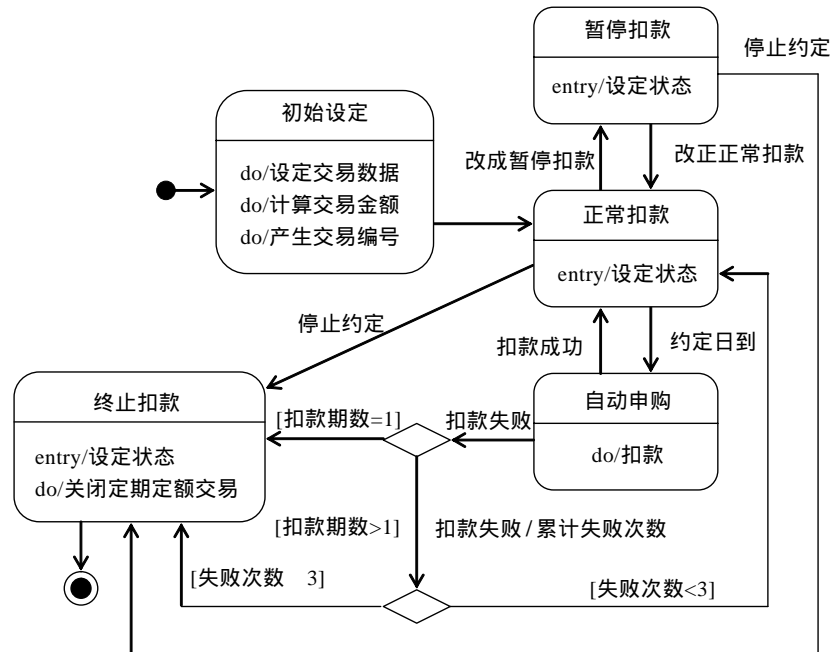 暂停扣款
停止约定
entry/设定状态
初始设定
改成暂停扣款
改正正常扣款
do/设定交易数据
do/计算交易金额
do/产生交易编号
正常扣款
entry/设定状态
停止约定
扣款成功
约定日到
终止扣款
[扣款期数=1]
扣款失败
自动申购
entry/设定状态
do/关闭定期定额交易
do/扣款
[扣款期数>1]
扣款失败/累计失败次数
[失败次数 3]
[失败次数<3]